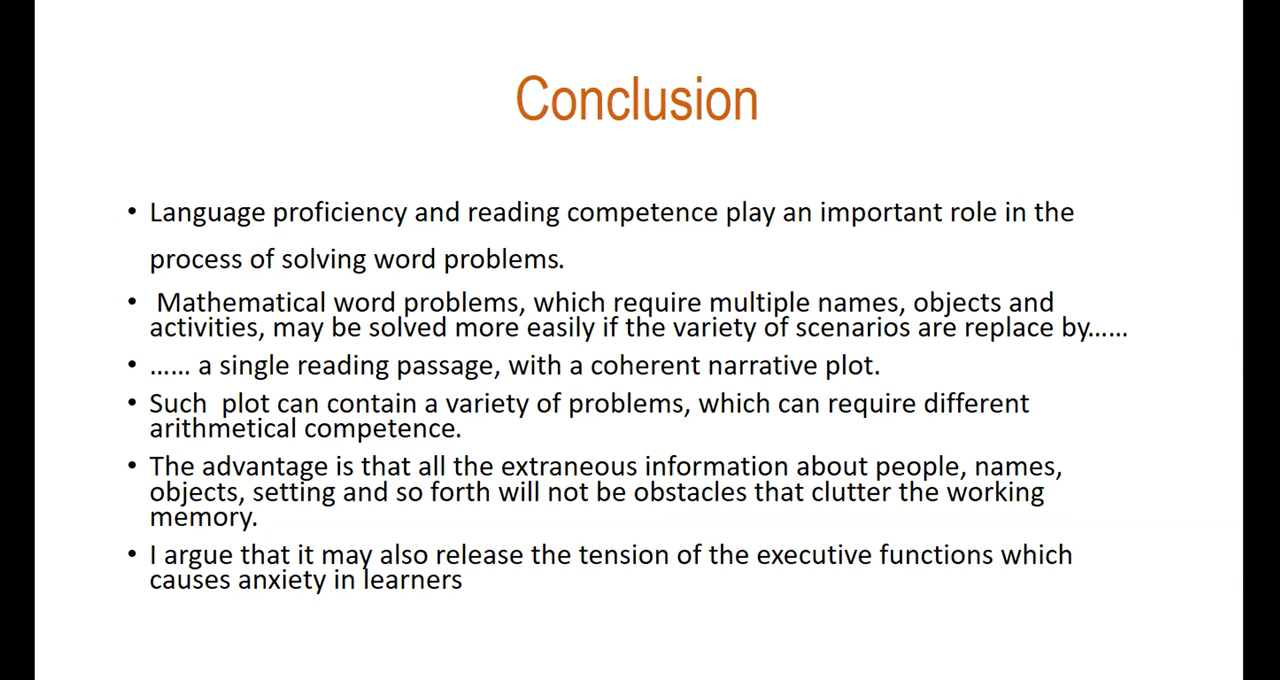 Conclusion
• Language proficiency and reading competence play an important role in the
process of solving word problems.
• Mathematical word problems, which require multiple names, objects and
activities, may be solved more easily if the variety of scenarios are replace by......
• ...... a single reading passage, with a coherent narrative plot.
• Such plot can contain a variety of problems, which can require different
arithmetical competence.
• The advantage is that all the extraneous information about people, names,
objects, setting and so forth will not be obstacles that clutter the working
memory.
• I argue that it may also release the tension of the executive functions which
causes anxiety in learners